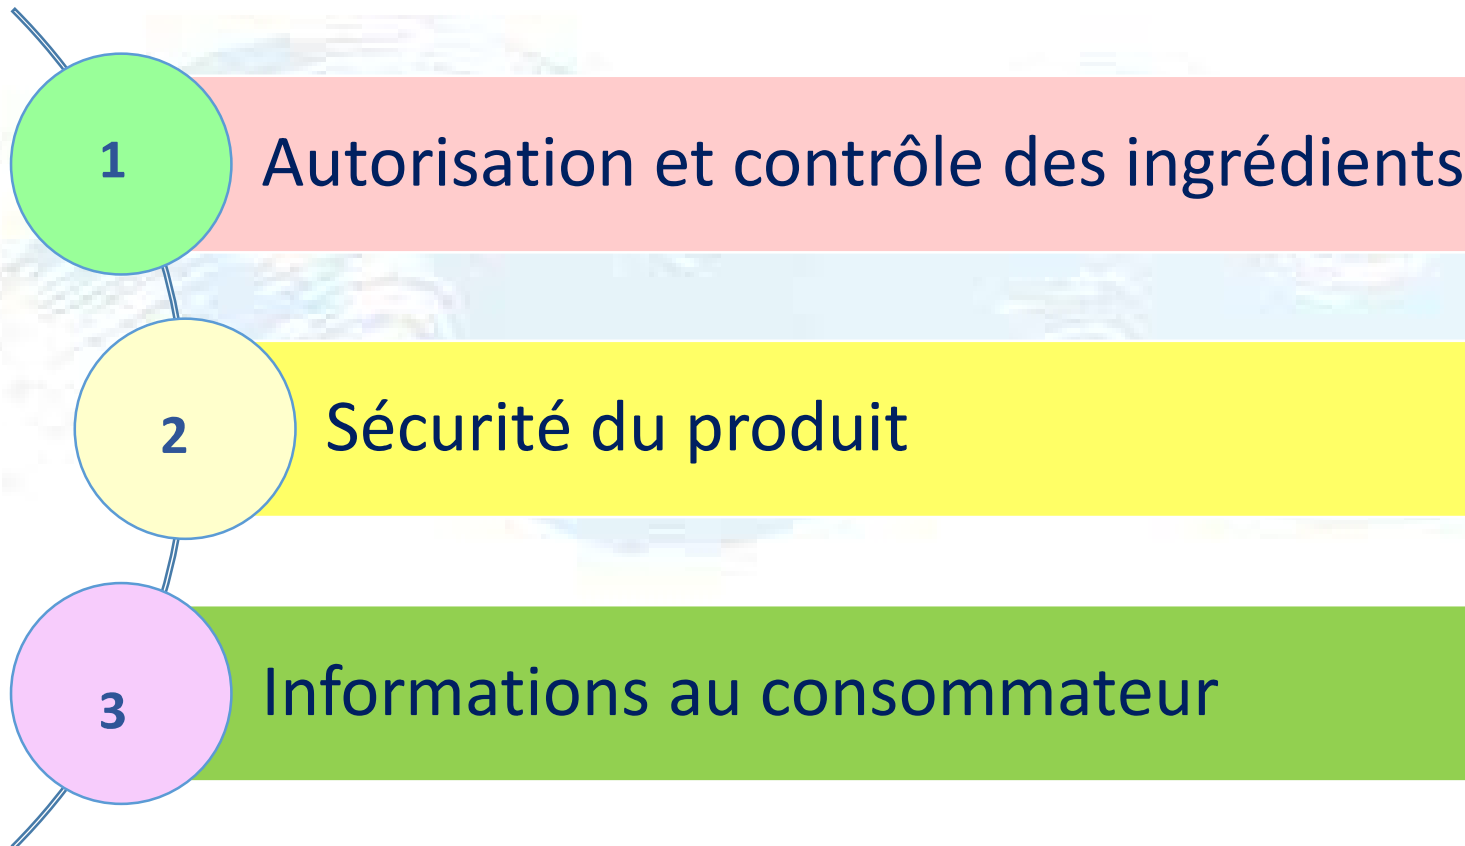 1
Autorisation et contrôle des ingrédients
2
Sécurité du produit
3
Informations au consommateur